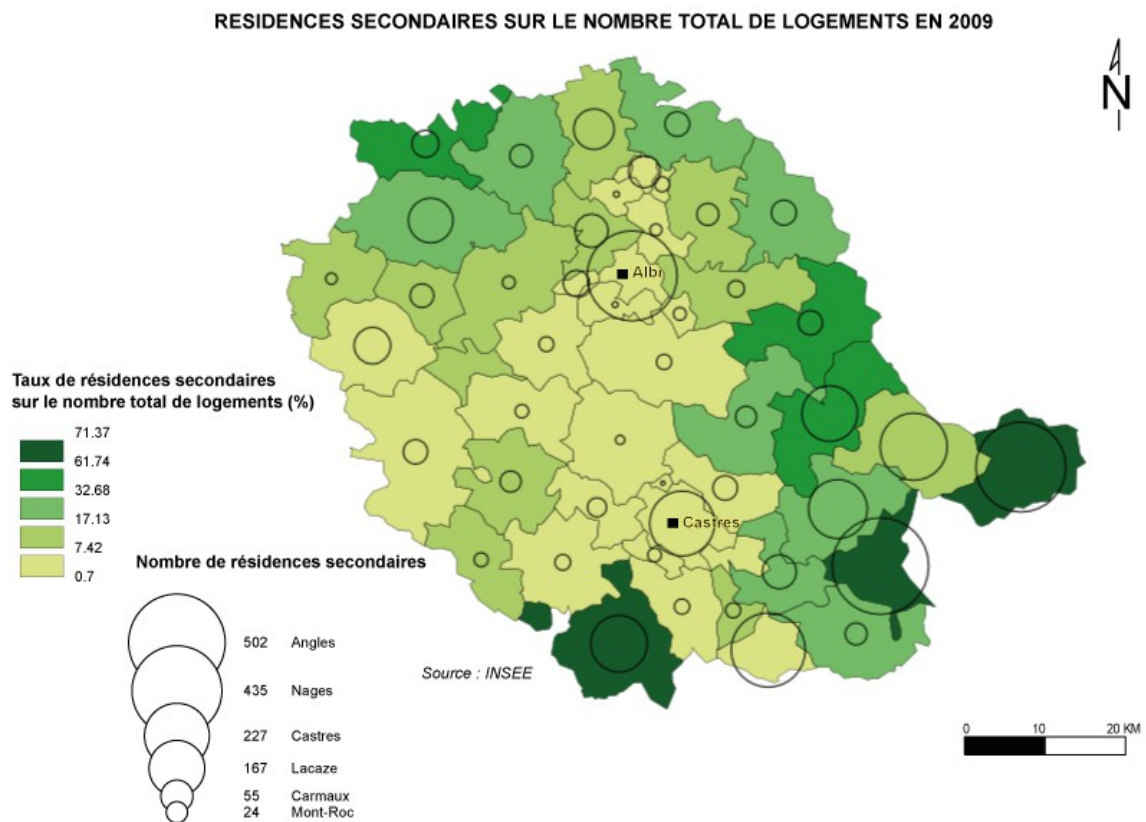 RESIDENCES SECONDAIRES SUR LE NOMBRE TOTAL DE LOGEMENTS EN 2009
N
Albi
Castres
Taux de résidences secondaires
sur le nombre total de logements (%)
71.37
61.74
32.68
17.13
7.42
0.7
Nombre de résidences secondaires
502 Angles
435 Nages
227 Castres
167 Lacaze
55 Carmaux
24 Mont-Roc
Source : INSEE
0 10 20 KM